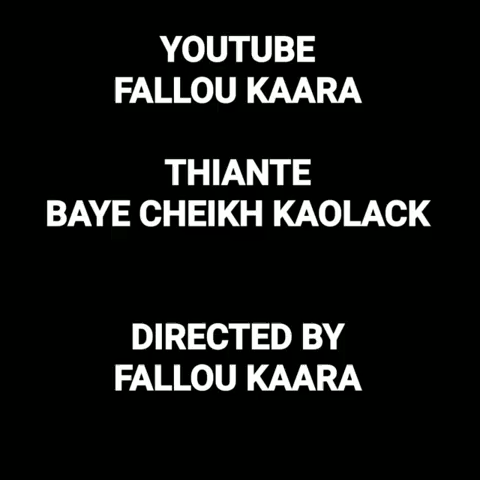 YOUTUBE
FALLOU KAARA
THIANTE
BAYE CHEIKH KAOLACK
DIRECTED BY
FALLOU KAARA